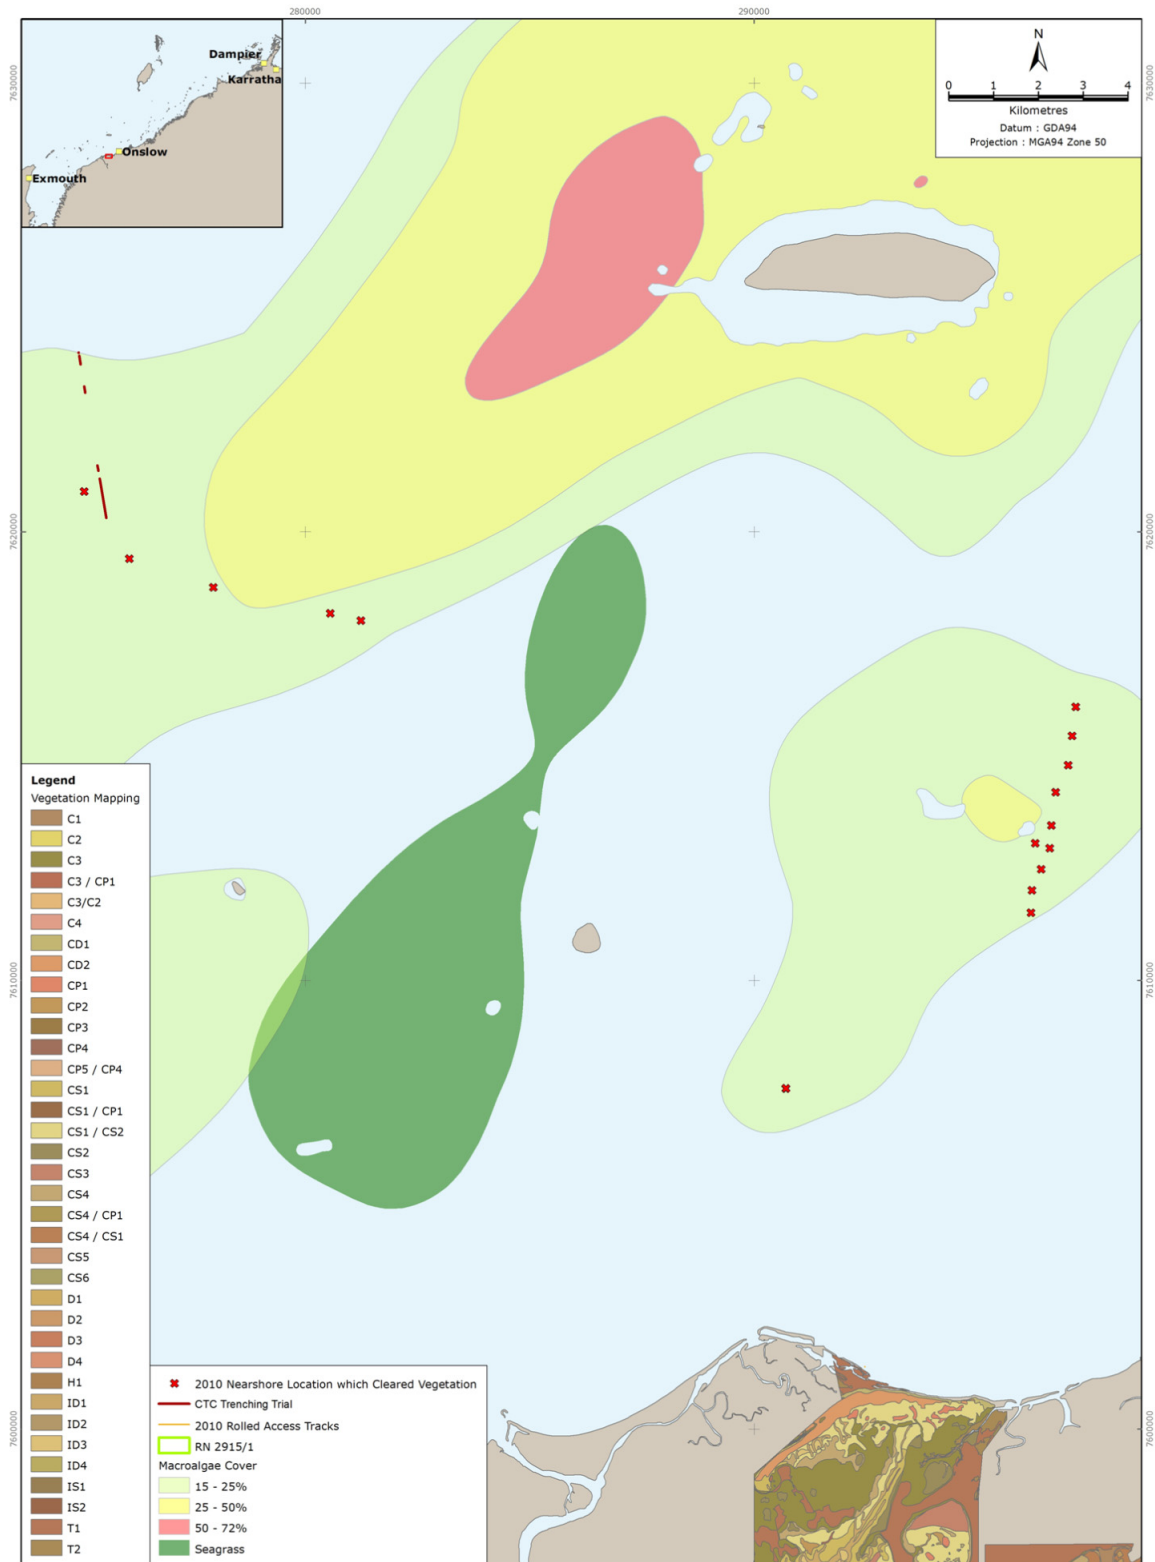 280000
290000
7630000
7630000
Dampier
Karratha
Onslow
Exmouth
N
0 1 2 3 4
Kilometres
Datum : GDA94
Projection : MGA94 Zone 50
7620000
7620000
7610000
7610000
7600000
Legend
Vegetation Mapping
C1
C2
C3
C3 / CP1
C3/C2
C4
CD1
CD2
CP1
CP2
CP3
CP4
CP5 / CP4
CS1
CS1 / CP1
CS1 / CS2
CS2
CS3
CS4
CS4 / CP1
CS4 / CS1
CS5
CS6
D1
D2
D3
D4
H1
ID1
ID2
ID3
ID4
IS1
IS2
T1
T2
2010 Nearshore Location which Cleared Vegetation
CTC Trenching Trial
2010 Rolled Access Tracks
RN 2915/1
Macroalgae Cover
15 - 25%
25 - 50%
50 - 72%
Seagrass
7600000